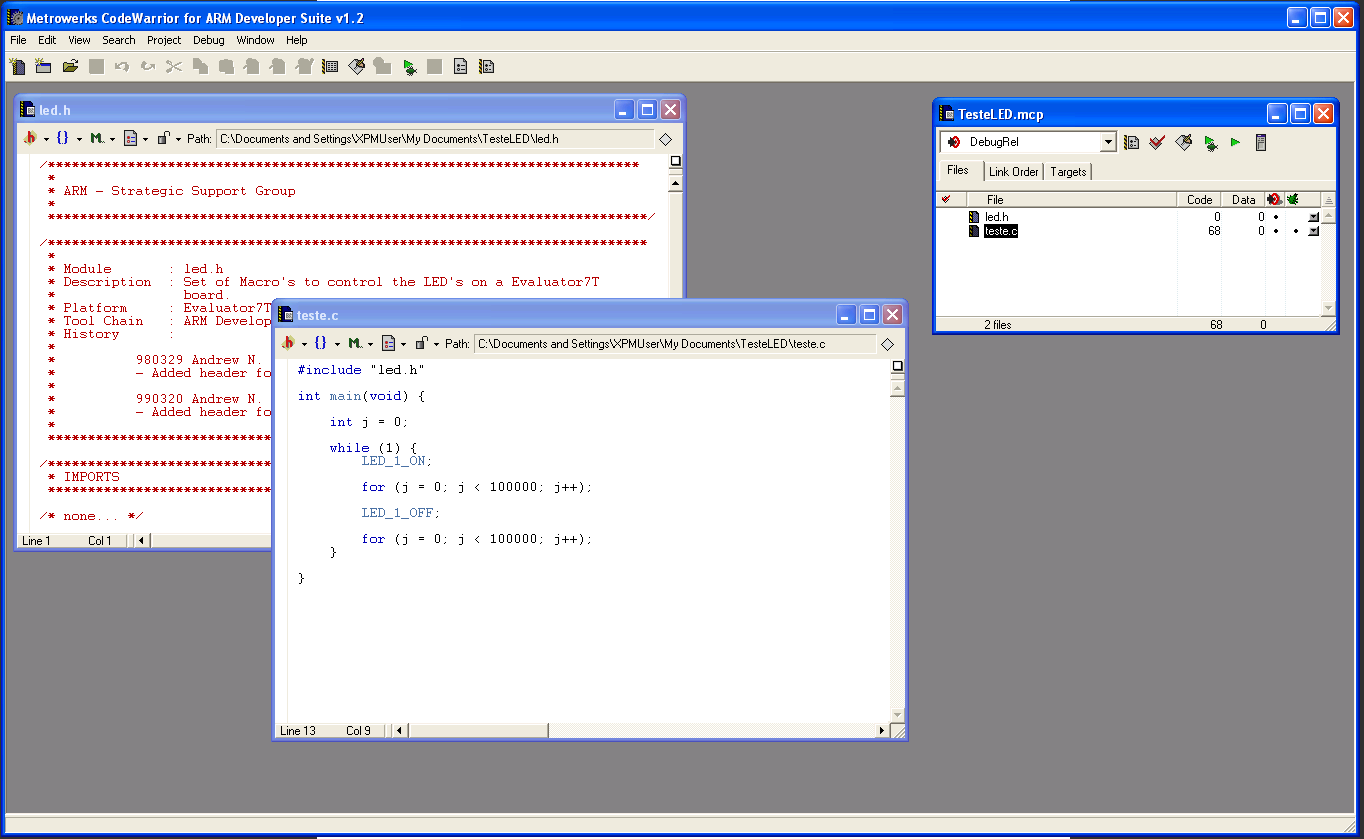 Metrowerks CodeWarrior for ARM Developer Suite v1.2
File Edit View Search Project Debug Window Help
led.h
Path: C:\Documents and Settings\XPMUser\My Documents\TesteLED\led.h
/**************************************************************************
*
* ARM - Strategic Support Group
*
***************************************************************************/
/***************************************************************************
*
* Module : led.h
* Description : Set of Macro's to control the LED's on a Evaluator7T
* board.
* Platform : Evaluator7T
* Tool Chain : ARM Develop
* History :
*
* 980329 Andrew N.
* - Added header fo
*
* 990320 Andrew N.
* - Added header fo
*
****************************
/****************************
* IMPORTS
****************************
/* none... */
Line 1 Col 1
teste.c
Path: C:\Documents and Settings\XPMUser\My Documents\TesteLED\teste.c
#include "led.h"
int main(void) {
int j = 0;
while (1) {
LED_1_ON;
for (j = 0; j < 100000; j++);
LED_1_OFF;
for (j = 0; j < 100000; j++);
}
}
Line 13 Col 9
TesteLED.mcp
DebugRel
Files Link Order Targets
File Code Data
led.h 0 0 •
teste.c 68 0 • •
2 files 68 0